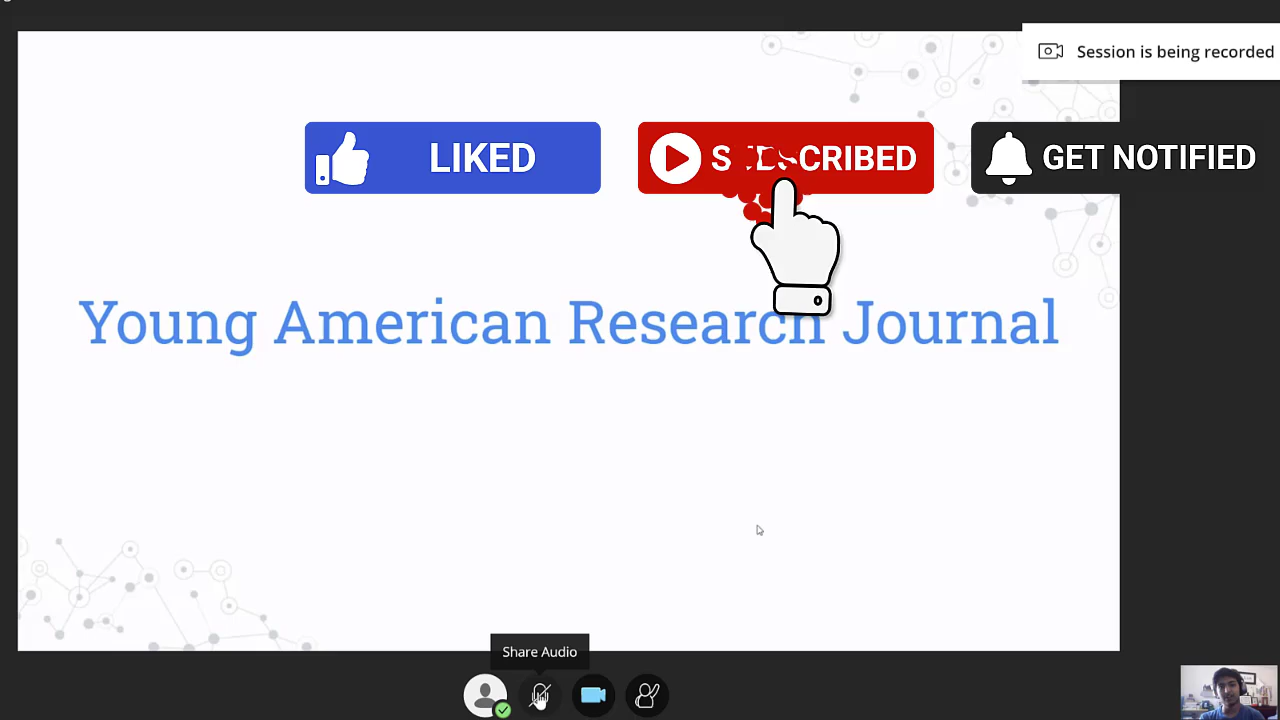 Session is being recorded
LIKED
GET NOTIFIED
Young American Research Journal
Share Audio